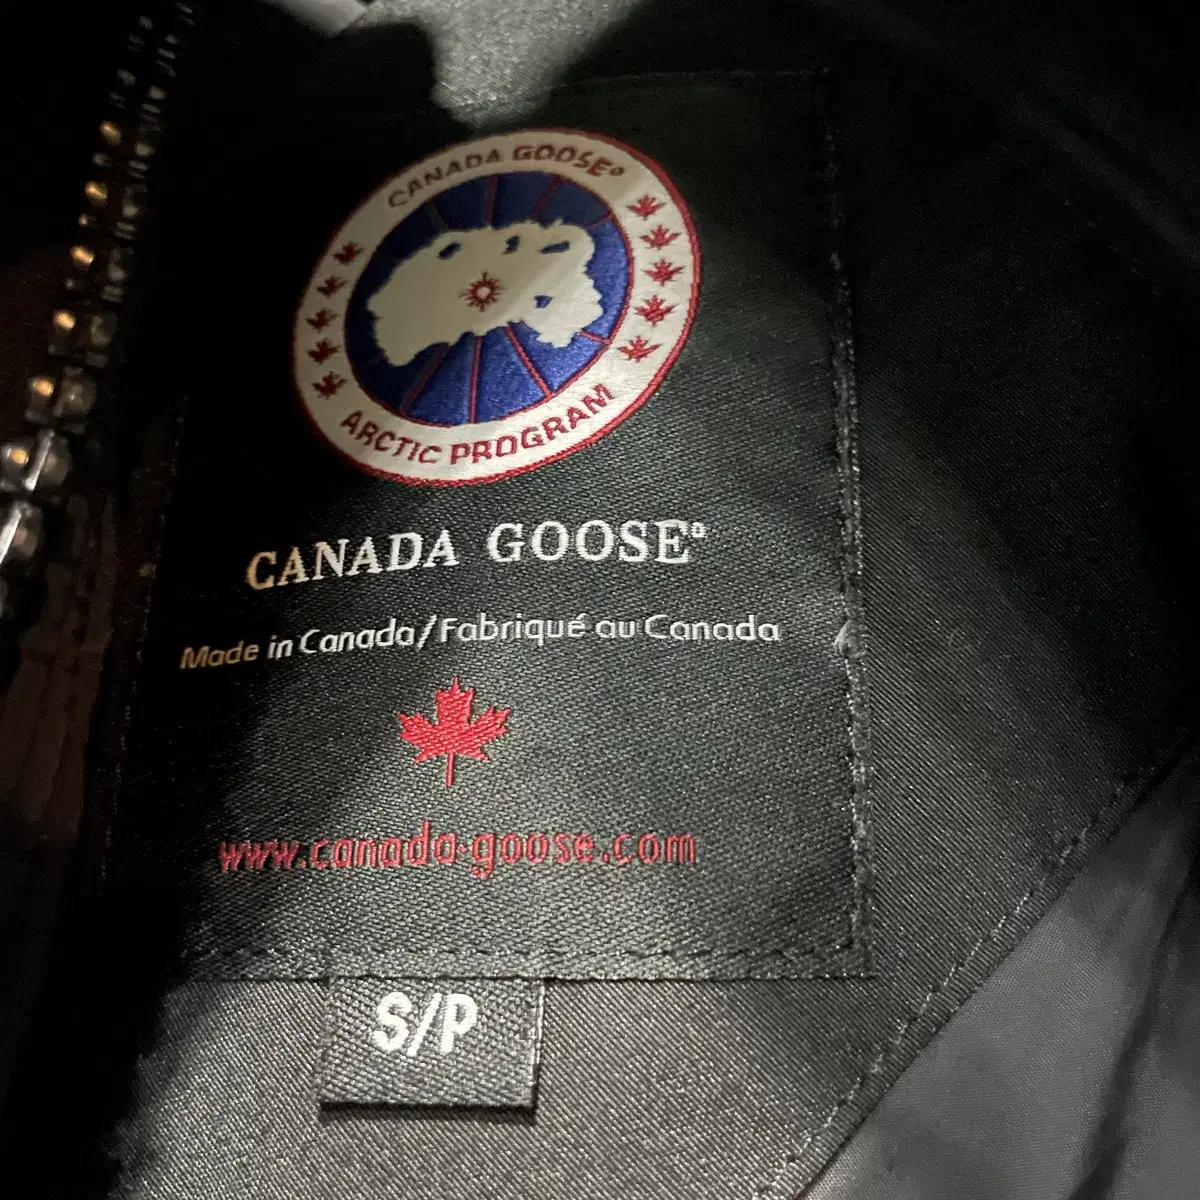 CANADA GOOSE®
ARCTIC PROGRAM
CANADA GOOSE®
Made in Canada/Fabriqué au Canada
www.canada-goose.com
S/P